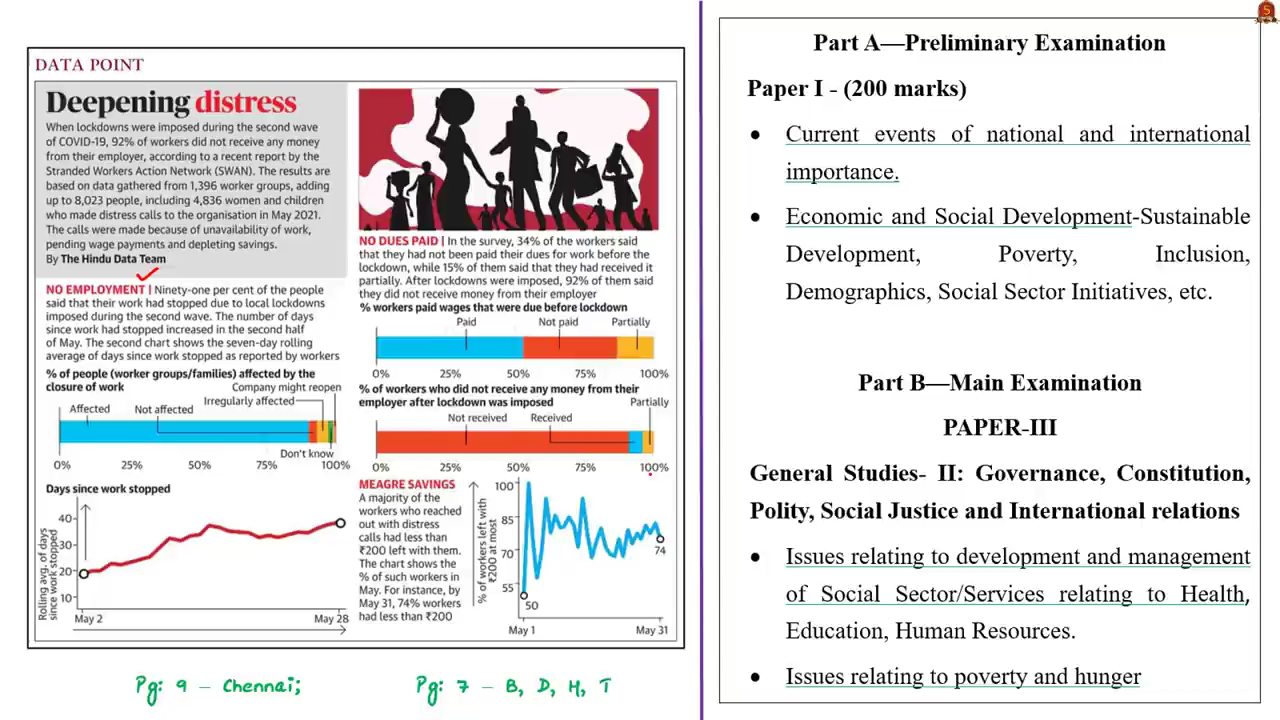 DATA POINT
Deepening distress
When lockdowns were imposed during the second wave
of COVID-19, 92% of workers did not receive any money
from their employer, according to a recent report by the
Stranded Workers Action Network (SWAN). The results are
based on data gathered from 1,396 worker groups, adding
up to 8,023 people, including 4,836 women and children
who made distress calls to the organisation in May 2021.
The calls were made because of unavailability of work,
pending wage payments and depleting savings.
By The Hindu Data Team
NO EMPLOYMENT | Ninety-one per cent of the people
said that their work had stopped due to local lockdowns
imposed during the second wave. The number of days
since work had stopped increased in the second half
of May. The second chart shows the seven-day rolling
average of days since work stopped as reported by workers
% of people (worker groups/families) affected by the
closure of work
Company might reopen
Irregularly affected
Affected
Not affected
Don't know
0% 25% 50% 75% 100%
Days since work stopped
Rolling avg. of days
since work stopped
40
30
20
10
May 2
May 28
NO DUES PAID | In the survey, 34% of the workers said
that they had not been paid their dues for work before the
lockdown, while 15% of them said that they had received it
partially. After lockdowns were imposed, 92% of them said
they did not receive money from their employer
% workers paid wages that were due before lockdown
Paid Not paid Partially
0% 25% 50% 75% 100%
% of workers who did not receive any money from their
employer after lockdown was imposed
Partially
Not received Received
0% 25% 50% 75% 100%
MEAGRE SAVINGS
A majority of the
workers who reached
out with distress
calls had less than
₹200 left with them.
The chart shows the
% of such workers in
May. For instance, by
May 31, 74% workers
had less than ₹200
% of workers left with
₹200 at most
100
85
70
55
50
74
May 1
May 31
Pg: 9 – Chennai;
Pg: 7 – B, D, H, T
S
Part A—Preliminary Examination
Paper I - (200 marks)
• Current events of national and international
importance.
• Economic and Social Development-Sustainable
Development, Poverty, Inclusion,
Demographics, Social Sector Initiatives, etc.
Part B—Main Examination
PAPER-III
General Studies- II: Governance, Constitution,
Polity, Social Justice and International relations
• Issues relating to development and management
of Social Sector/Services relating to Health,
Education, Human Resources.
• Issues relating to poverty and hunger